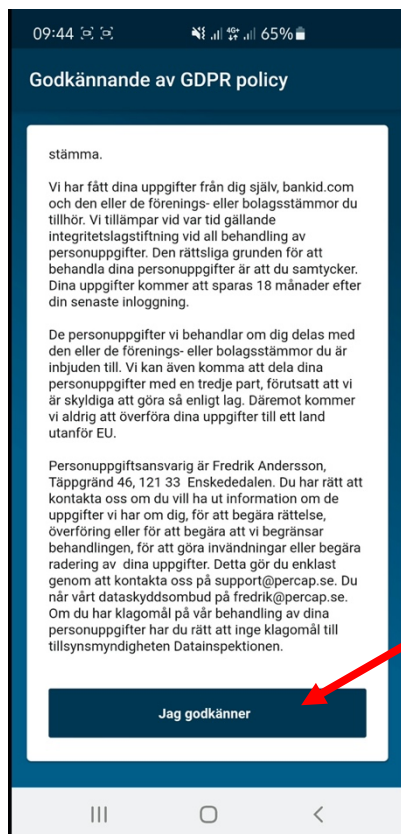 09:44 4G+ 65%
Godkännande av GDPR policy
stämma.
Vi har fått dina uppgifter från dig själv, bankid.com
och den eller de förenings- eller bolagsstämmor du
tillhör. Vi tillämpar vid var tid gällande
integritetslagstiftning vid all behandling av
personuppgifter. Den rättsliga grunden för att
behandla dina personuppgifter är att du samtycker.
Dina uppgifter kommer att sparas 18 månader efter
din senaste inloggning.
De personuppgifter vi behandlar om dig delas med
den eller de förenings- eller bolagsstämmor du är
inbjuden till. Vi kan även komma att dela dina
personuppgifter med en tredje part, förutsatt att vi
är skyldiga att göra så enligt lag. Däremot kommer
vi aldrig att överföra dina uppgifter till ett land
utanför EU.
Personuppgiftsansvarig är Fredrik Andersson,
Täppgränd 46, 121 33 Enskededalen. Du har rätt att
kontakta oss om du vill ha ut information om de
uppgifter vi har om dig, för att begära rättelse,
överföring eller för att begära att vi begränsar
behandlingen, för att göra invändningar eller begära
radering av dina uppgifter. Detta gör du enklast
genom att kontakta oss på support@percap.se. Du
når vårt dataskyddsombud på fredrik@percap.se.
Om du har klagomål på vår behandling av dina
personuppgifter har du rätt att inge klagomål till
tillsynsmyndigheten Datainspektionen.
Jag godkänner